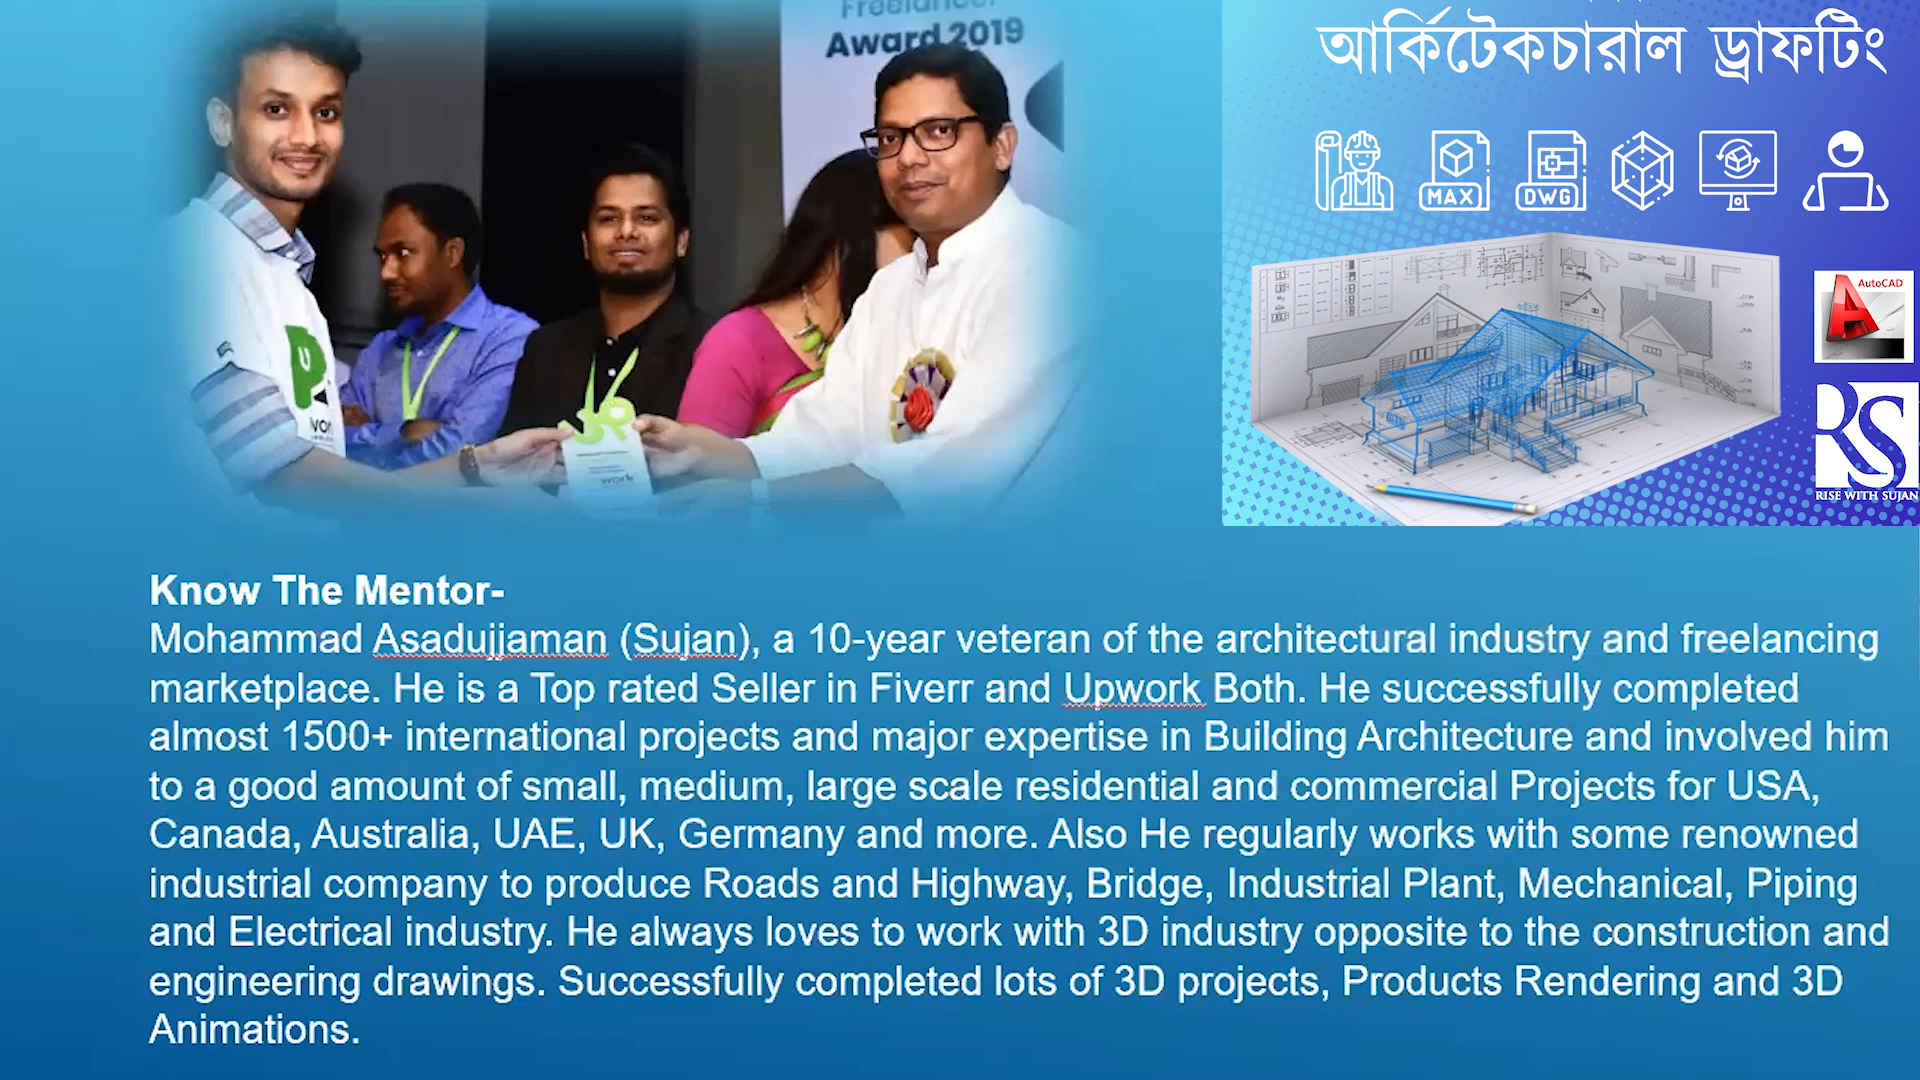 Freelancer
Award 2019
U
work
আর্কিটেকচারাল ড্রাফটিং
MAX
DWG
AutoCAD
A
RS
RISE WITH SUJAN
Know The Mentor-
Mohammad Asadujjaman (Sujan), a 10-year veteran of the architectural industry and freelancing
marketplace. He is a Top rated Seller in Fiverr and Upwork Both. He successfully completed
almost 1500+ international projects and major expertise in Building Architecture and involved him
to a good amount of small, medium, large scale residential and commercial Projects for USA,
Canada, Australia, UAE, UK, Germany and more. Also He regularly works with some renowned
industrial company to produce Roads and Highway, Bridge, Industrial Plant, Mechanical, Piping
and Electrical industry. He always loves to work with 3D industry opposite to the construction and
engineering drawings. Successfully completed lots of 3D projects, Products Rendering and 3D
Animations.